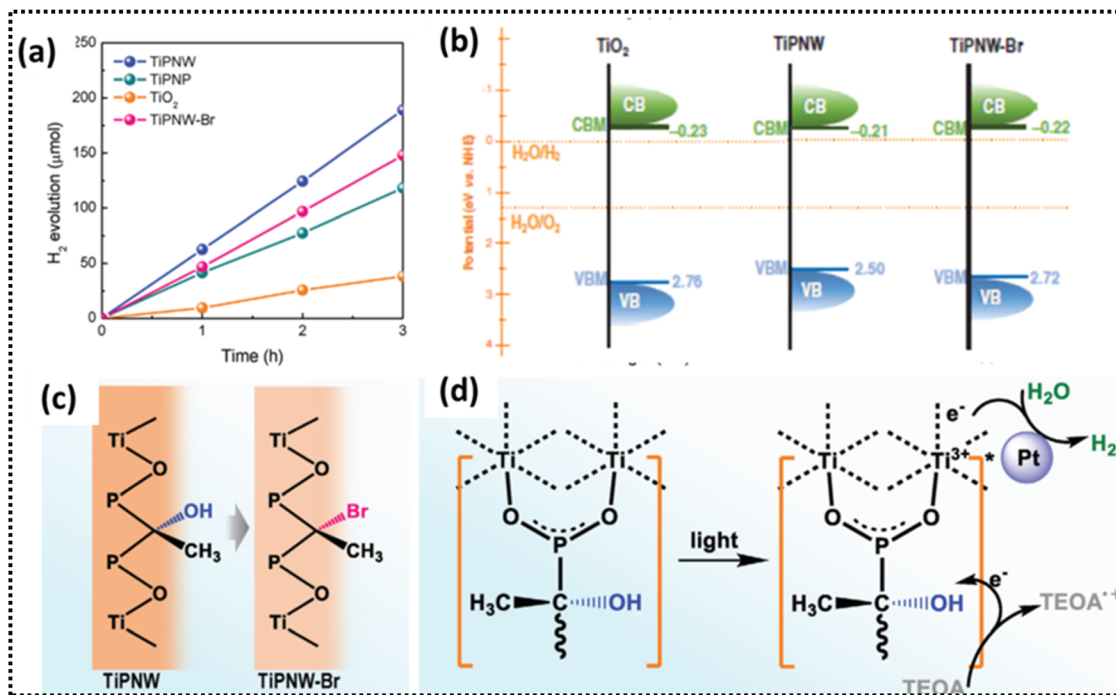 (a)
250
200
150
100
50
0
H₂ evolution (μmol)
TiPNW
TiPNP
TiO₂
TiPNW-Br
0 1 2 3
Time (h)
(b)
TiO₂ TiPNW TiPNW-Br
Potential (eV vs. NHE)
-1
0
1
2
3
4
CB CB CB
CBM -0.23 CBM -0.21 CBM -0.22
H₂O/H₂
H₂O/O₂
VBM 2.76 VBM 2.50 VBM 2.72
VB VB VB
(c)
Ti
O
P
OH
CH₃
P
O
Ti
TiPNW
Ti
O
P
Br
CH₃
P
O
Ti
TiPNW-Br
(d)
Ti Ti
O O
P
H₃C C OH
light
Ti Ti³⁺ *
O O
P
H₃C C OH
e⁻ H₂O
Pt H₂
e⁻
TEOA•⁺
TEOA